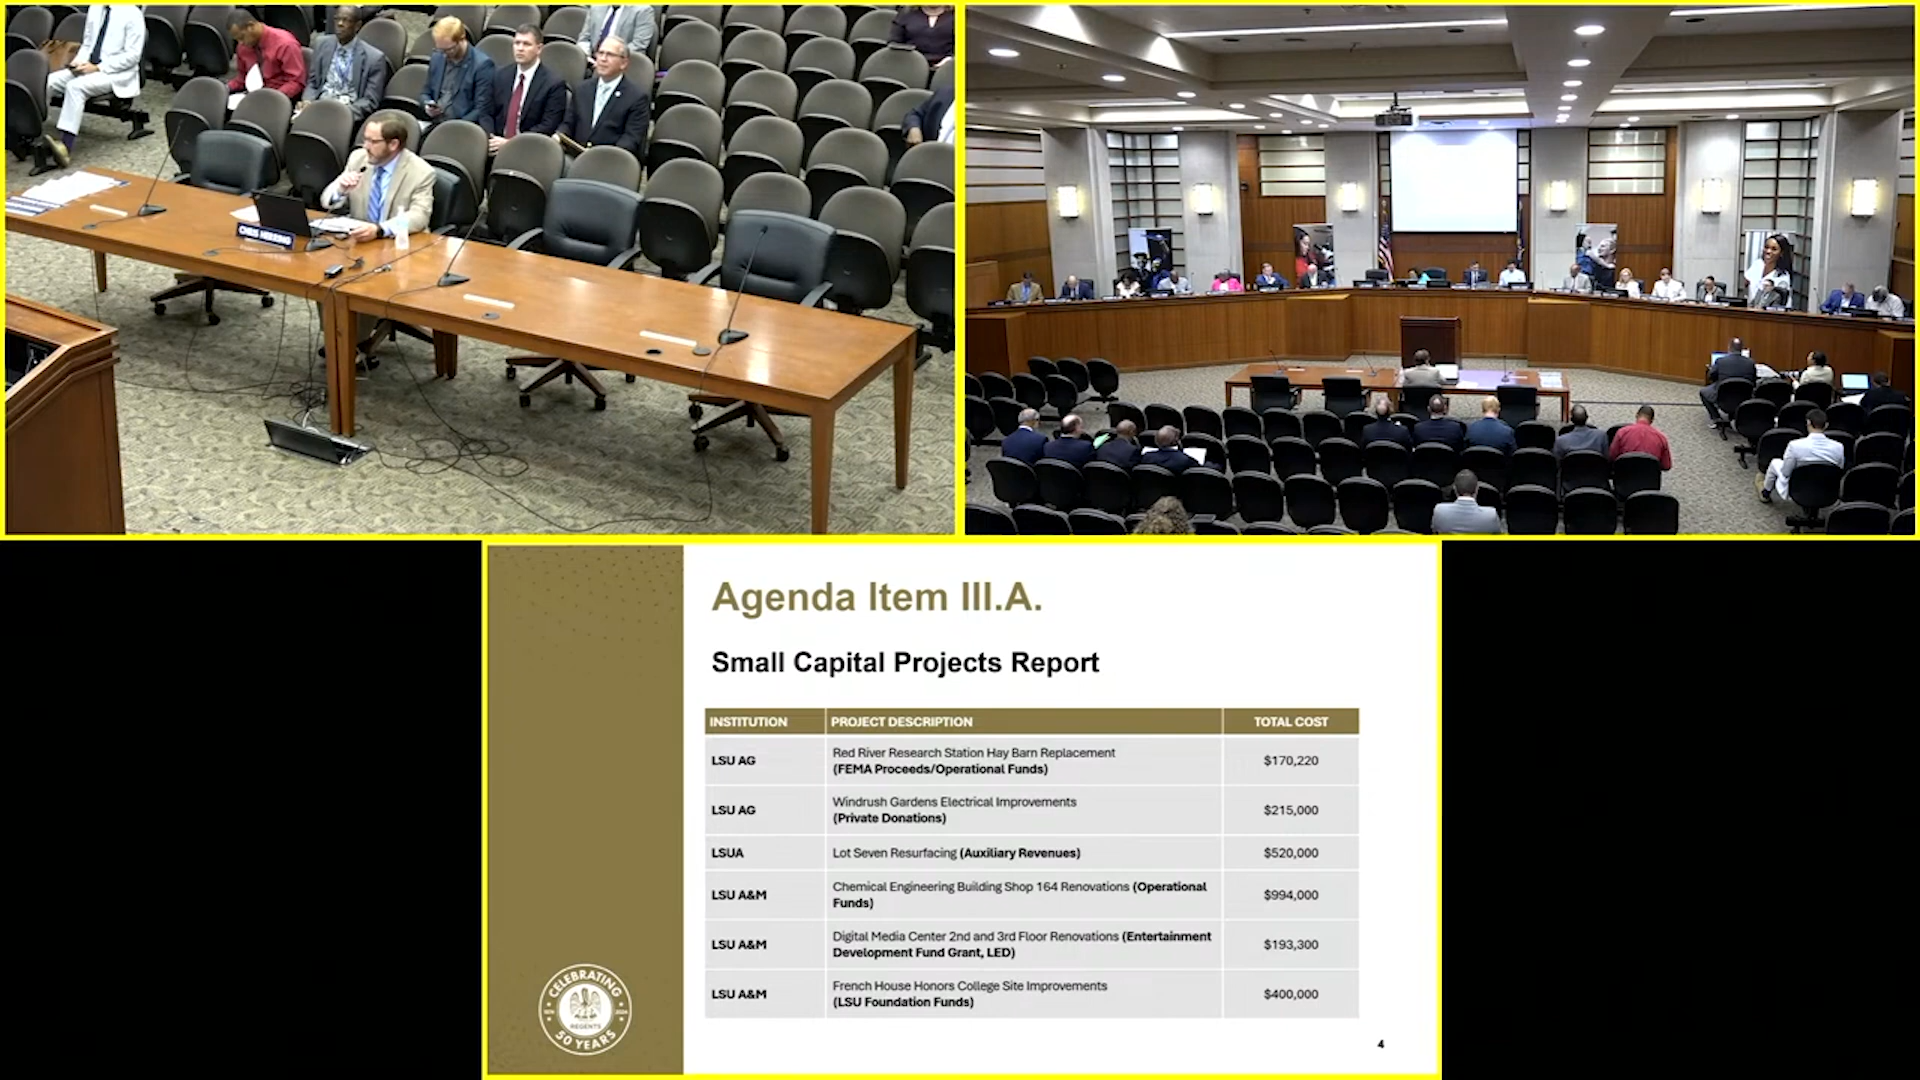 CHRIS HERRING
Agenda Item III.A.
Small Capital Projects Report
INSTITUTION PROJECT DESCRIPTION TOTAL COST
LSU AG Red River Research Station Hay Barn Replacement
(FEMA Proceeds/Operational Funds) $170,220
LSU AG Windrush Gardens Electrical Improvements
(Private Donations) $215,000
LSUA Lot Seven Resurfacing (Auxiliary Revenues) $520,000
LSU A&M Chemical Engineering Building Shop 164 Renovations (Operational
Funds) $994,000
LSU A&M Digital Media Center 2nd and 3rd Floor Renovations (Entertainment
Development Fund Grant, LED) $193,300
LSU A&M French House Honors College Site Improvements
(LSU Foundation Funds) $400,000
CELEBRATING
REGENTS
50 YEARS
4